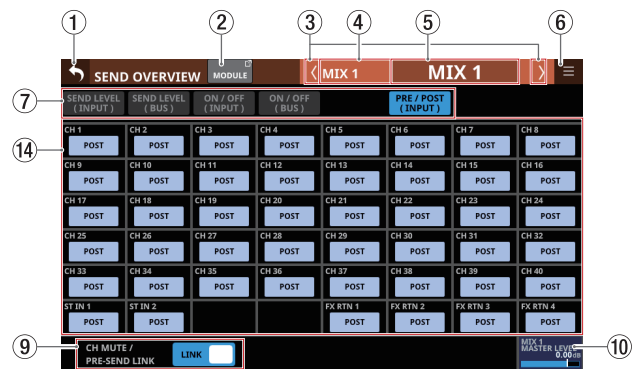 1 2 3 4 5 6
SEND OVERVIEW MODULE MIX 1 MIX 1
7 SEND LEVEL (INPUT) SEND LEVEL (BUS) ON / OFF (INPUT) ON / OFF (BUS) PRE / POST (INPUT)
14
CH 1 CH 2 CH 3 CH 4 CH 5 CH 6 CH 7 CH 8
POST POST POST POST POST POST POST POST
CH 9 CH 10 CH 11 CH 12 CH 13 CH 14 CH 15 CH 16
POST POST POST POST POST POST POST POST
CH 17 CH 18 CH 19 CH 20 CH 21 CH 22 CH 23 CH 24
POST POST POST POST POST POST POST POST
CH 25 CH 26 CH 27 CH 28 CH 29 CH 30 CH 31 CH 32
POST POST POST POST POST POST POST POST
CH 33 CH 34 CH 35 CH 36 CH 37 CH 38 CH 39 CH 40
POST POST POST POST POST POST POST POST
ST IN 1 ST IN 2 FX RTN 1 FX RTN 2 FX RTN 3 FX RTN 4
POST POST POST POST POST POST
9 CH MUTE /
PRE-SEND LINK LINK
MIX 1
MASTER LEVEL 10
0.00dB